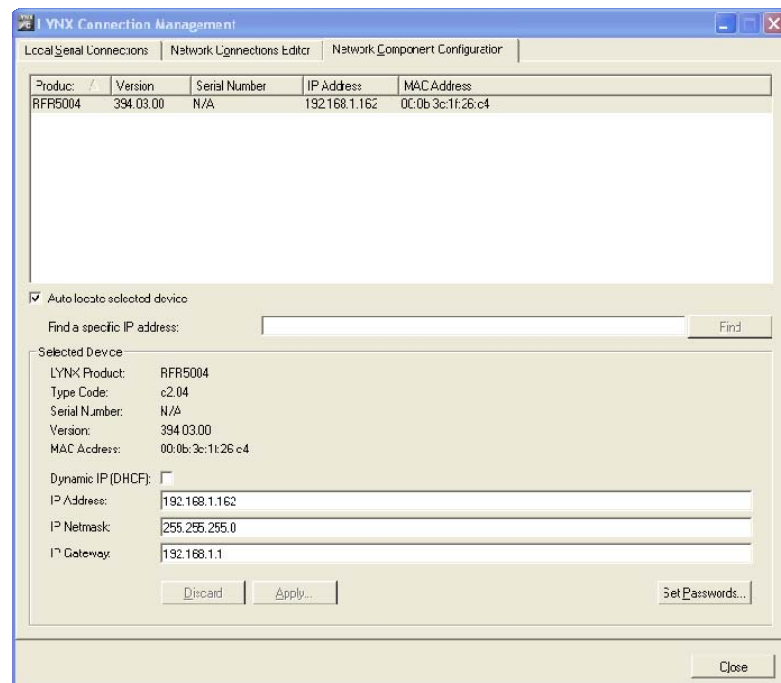 LYNX Connection Management
Local Serial Connections Network Connections Editor Network Component Configuration
Product Version Serial Number IP Address MAC Address
RFR5004 394.03.00 N/A 192.168.1.162 00:0b:3c:1f:26:c4
Auto locate selected device
Find a specific IP address: Find
Selected Device
LYNX Product: RFR5004
Type Code: c2.04
Serial Number: N/A
Version: 394.03.00
MAC Address: 00:0b:3c:1f:26:c4
Dynamic IP (DHCP):
IP Address: 192.168.1.162
IP Netmask: 255.255.255.0
IP Gateway: 192.168.1.1
Discard Apply... Set Passwords...
Close